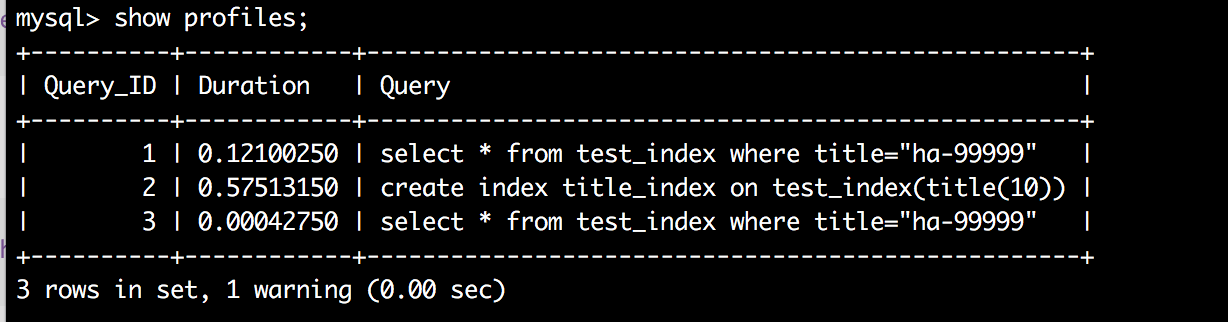 mysql> show profiles;
+----------+------------+---------------------------------------------------------+
| Query_ID | Duration   | Query                                                   |
+----------+------------+---------------------------------------------------------+
|        1 | 0.12100250 | select * from test_index where title="ha-99999"   |
|        2 | 0.57513150 | create index title_index on test_index(title(10)) |
|        3 | 0.00042750 | select * from test_index where title="ha-99999"   |
+----------+------------+---------------------------------------------------------+
3 rows in set, 1 warning (0.00 sec)